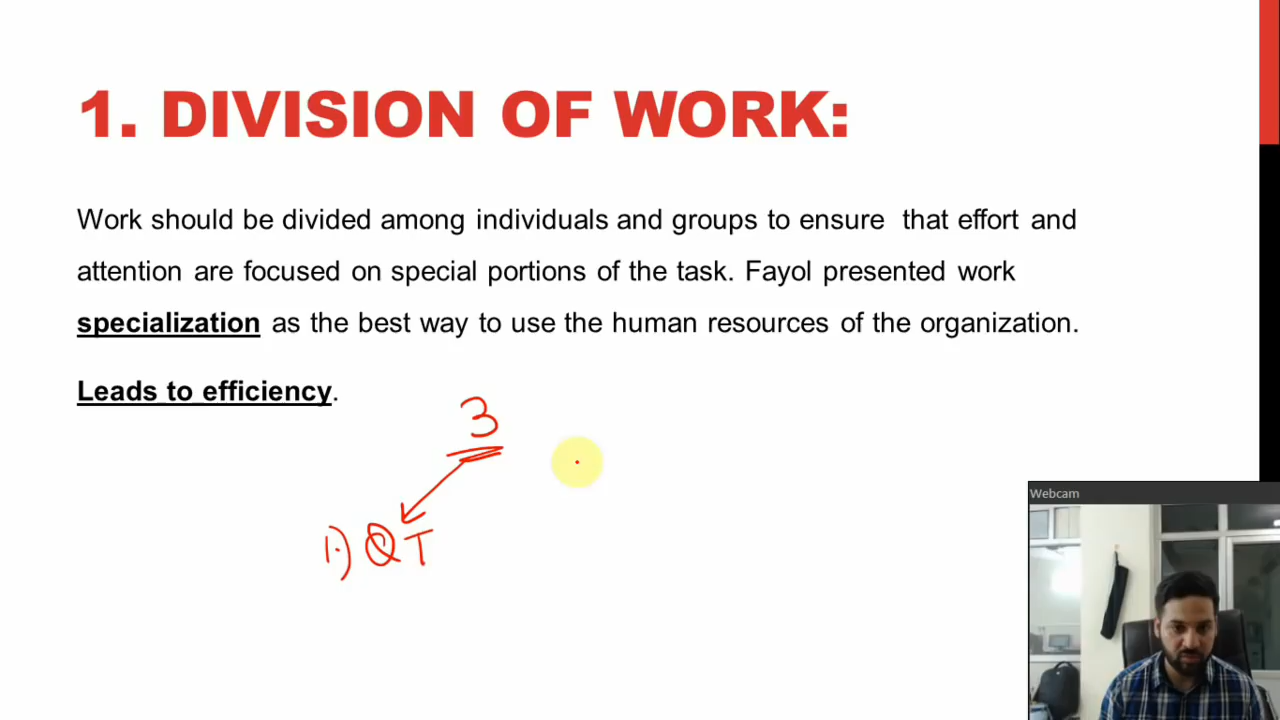 1. DIVISION OF WORK:
Work should be divided among individuals and groups to ensure that effort and
attention are focused on special portions of the task. Fayol presented work
specialization as the best way to use the human resources of the organization.
Leads to efficiency.
3
1.) QT
Webcam